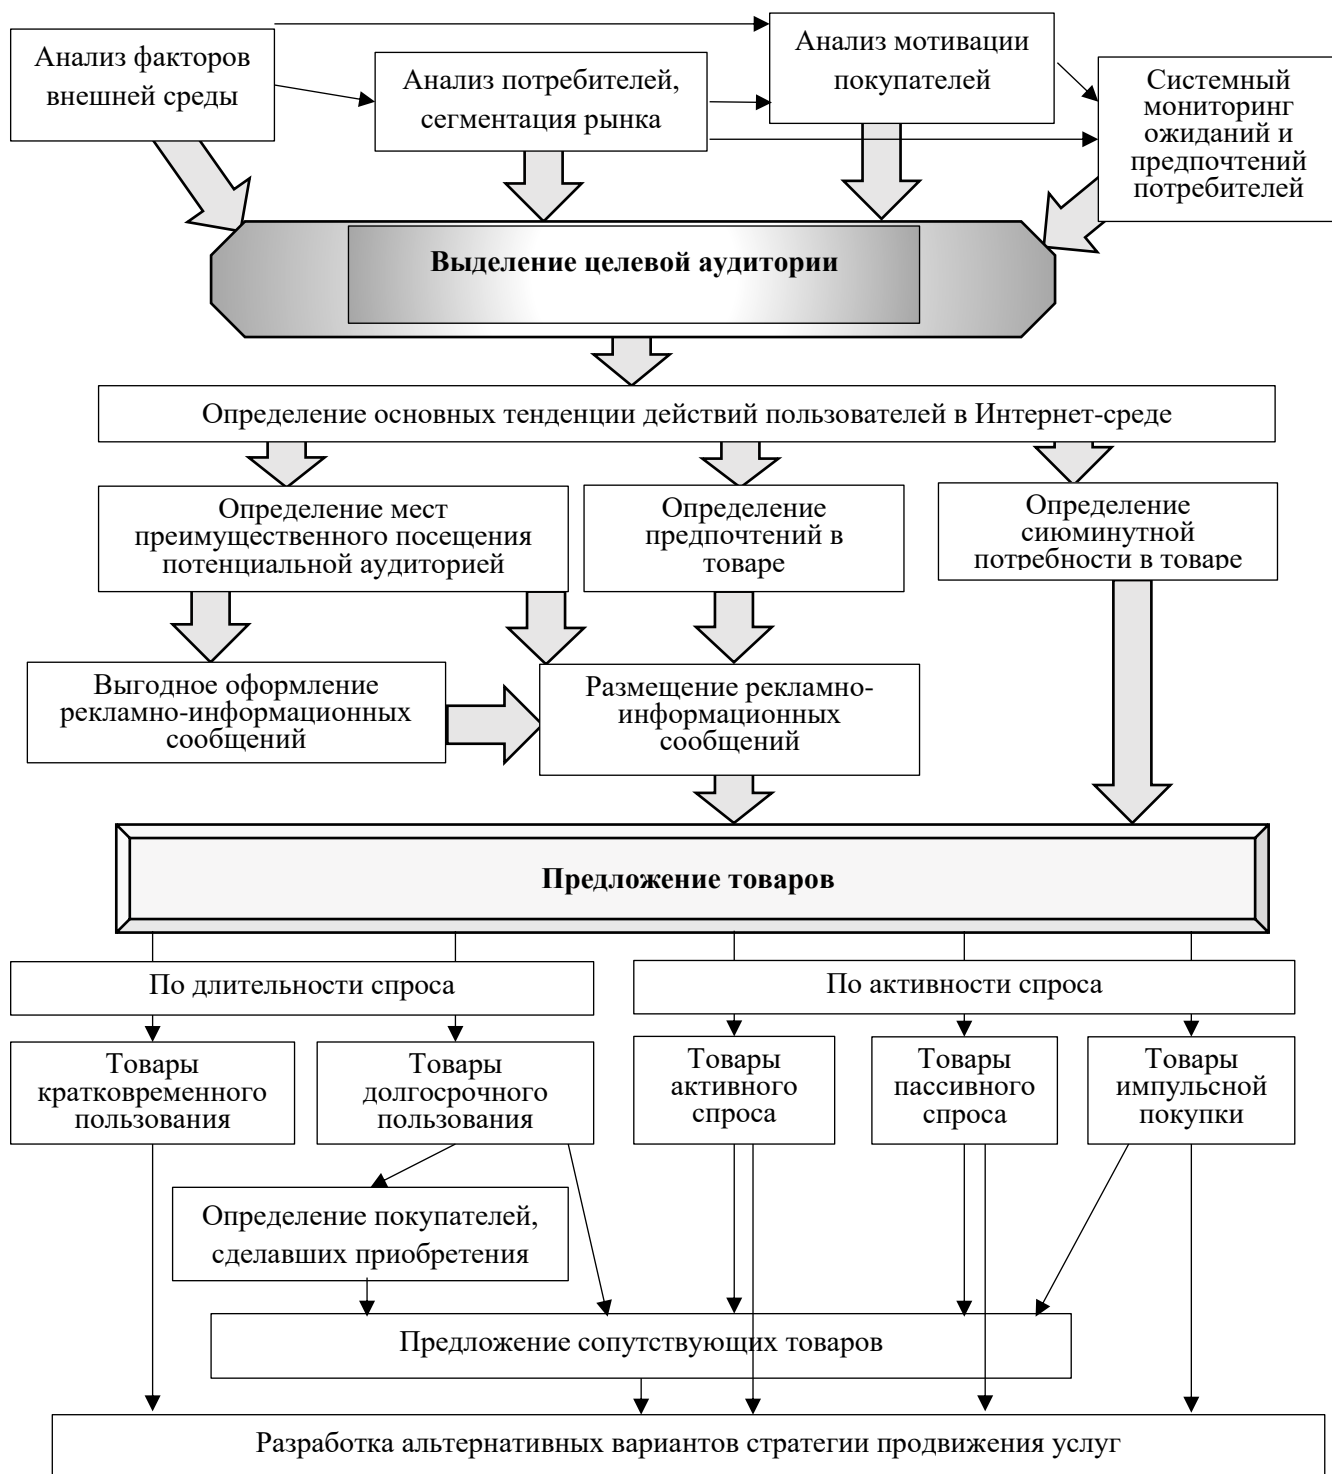 Анализ факторов
внешней среды
Анализ потребителей,
сегментация рынка
Анализ мотивации
покупателей
Системный
мониторинг
ожиданий и
предпочтений
потребителей
Выделение целевой аудитории
Определение основных тенденции действий пользователей в Интернет-среде
Определение мест
преимущественного посещения
потенциальной аудиторией
Определение
предпочтений в
товаре
Определение
сиюминутной
потребности в товаре
Выгодное оформление
рекламно-информационных
сообщений
Размещение рекламно-
информационных
сообщений
Предложение товаров
По длительности спроса
По активности спроса
Товары
кратковременного
пользования
Товары
долгосрочного
пользования
Товары
активного
спроса
Товары
пассивного
спроса
Товары
импульсной
покупки
Определение покупателей,
сделавших приобретения
Предложение сопутствующих товаров
Разработка альтернативных вариантов стратегии продвижения услуг